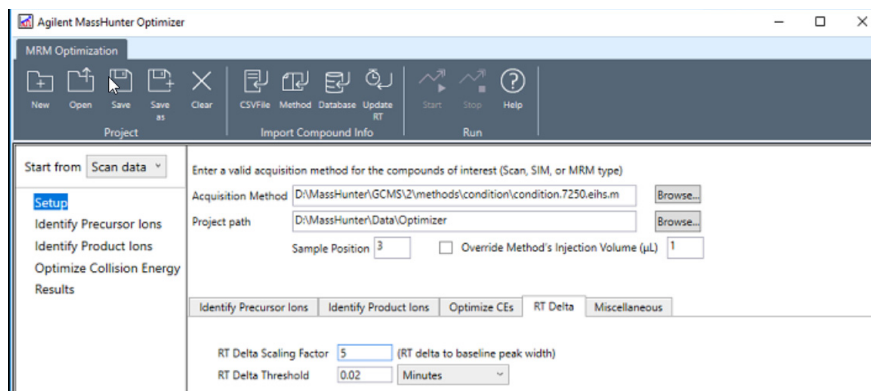 Agilent MassHunter Optimizer
MRM Optimization
New Open Save Save as Clear CSVFile Method Database Update RT Start Stop Help
Project Import Compound Info Run
Start from Scan data
Setup
Identify Precursor Ions
Identify Product Ions
Optimize Collision Energy
Results
Enter a valid acquisition method for the compounds of interest (Scan, SIM, or MRM type)
Acquisition Method D:\MassHunter\GCMS\2\methods\condition\condition.7250.eihs.m Browse...
Project path D:\MassHunter\Data\Optimizer Browse...
Sample Position 3 Override Method's Injection Volume (µL) 1
Identify Precursor Ions Identify Product Ions Optimize CEs RT Delta Miscellaneous
RT Delta Scaling Factor 5 (RT delta to baseline peak width)
RT Delta Threshold 0.02 Minutes